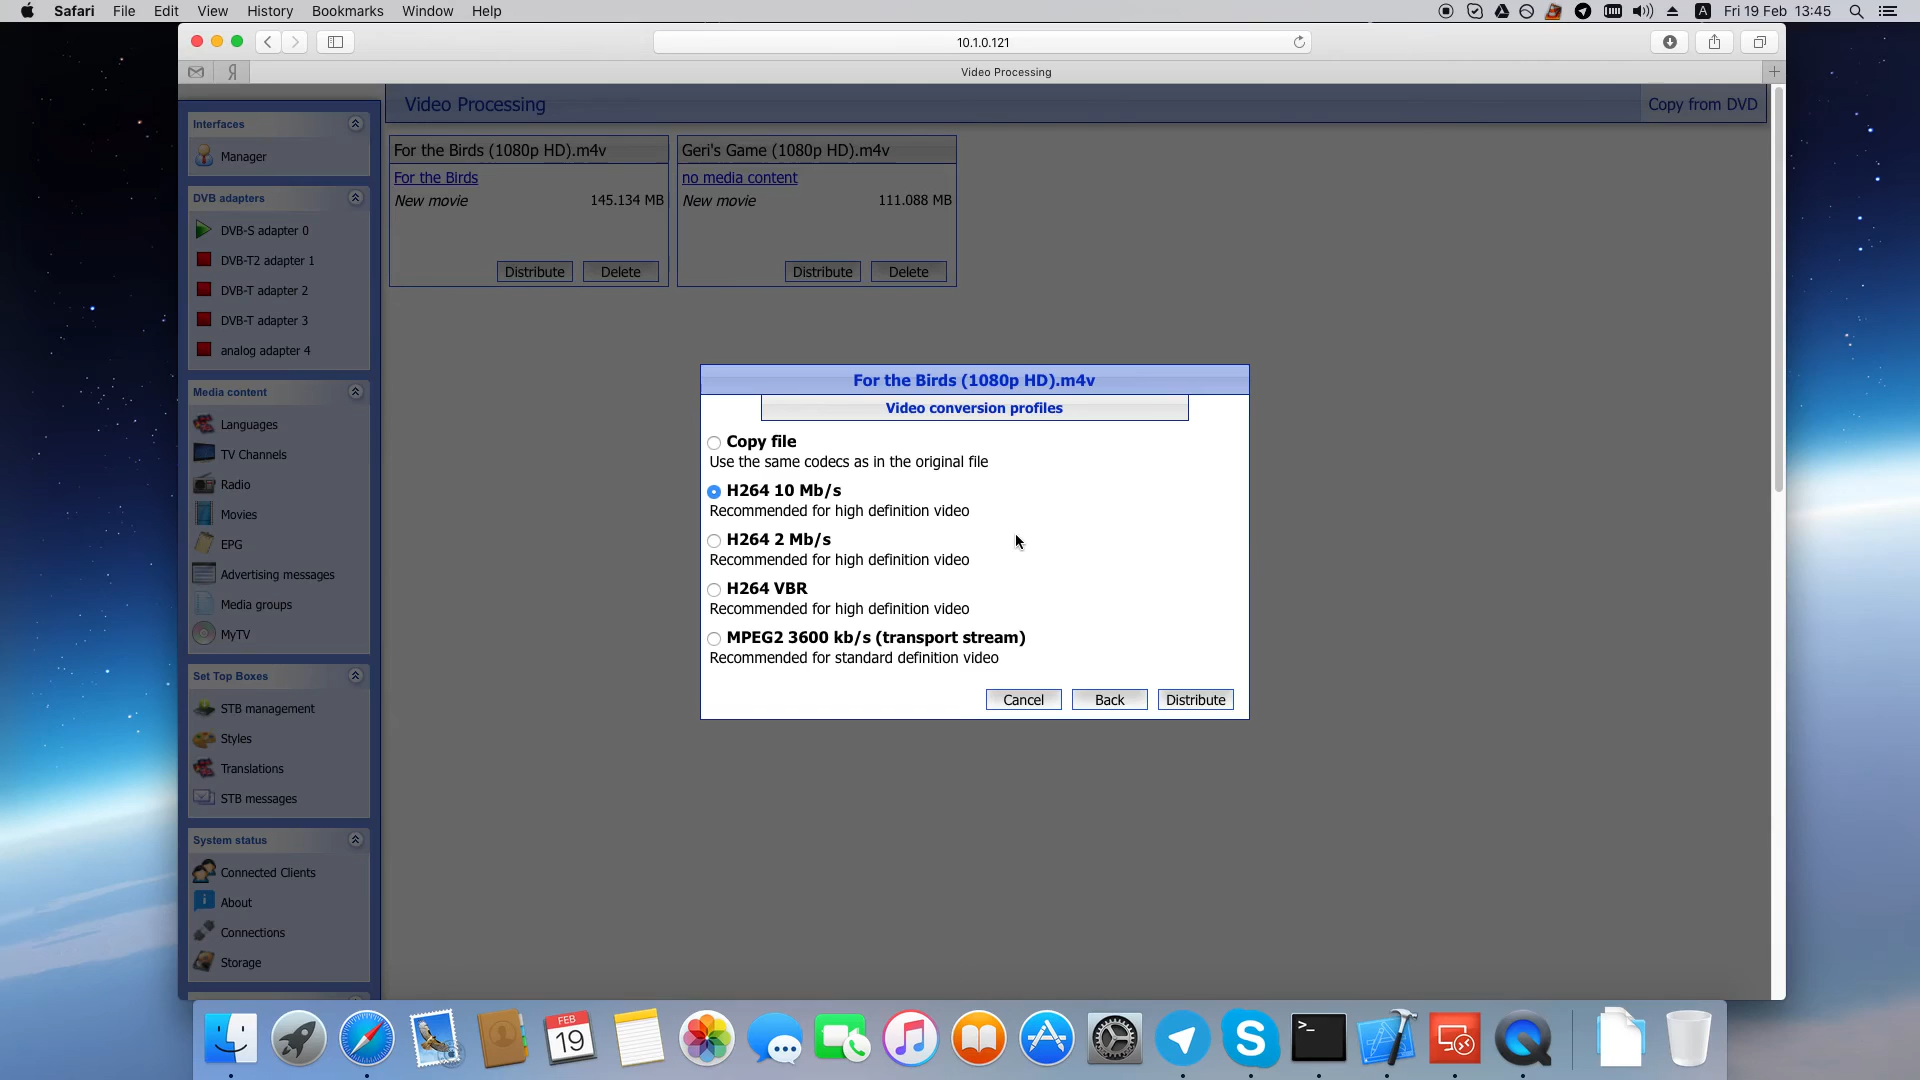 Safari File Edit View History Bookmarks Window Help
A Fri 19 Feb 13:45
10.1.0.121
Я Video Processing
Interfaces
Manager
DVB adapters
DVB-S adapter 0
DVB-T2 adapter 1
DVB-T adapter 2
DVB-T adapter 3
analog adapter 4
Media content
Languages
TV Channels
Radio
Movies
EPG
Advertising messages
Media groups
MyTV
Set Top Boxes
STB management
Styles
Translations
STB messages
System status
Connected Clients
About
Connections
Storage
Video Processing Copy from DVD
For the Birds (1080p HD).m4v
For the Birds
New movie 145.134 MB
Distribute Delete
Geri's Game (1080p HD).m4v
no media content
New movie 111.088 MB
Distribute Delete
For the Birds (1080p HD).m4v
Video conversion profiles
Copy file
Use the same codecs as in the original file
H264 10 Mb/s
Recommended for high definition video
H264 2 Mb/s
Recommended for high definition video
H264 VBR
Recommended for high definition video
MPEG2 3600 kb/s (transport stream)
Recommended for standard definition video
Cancel Back Distribute
FEB
19